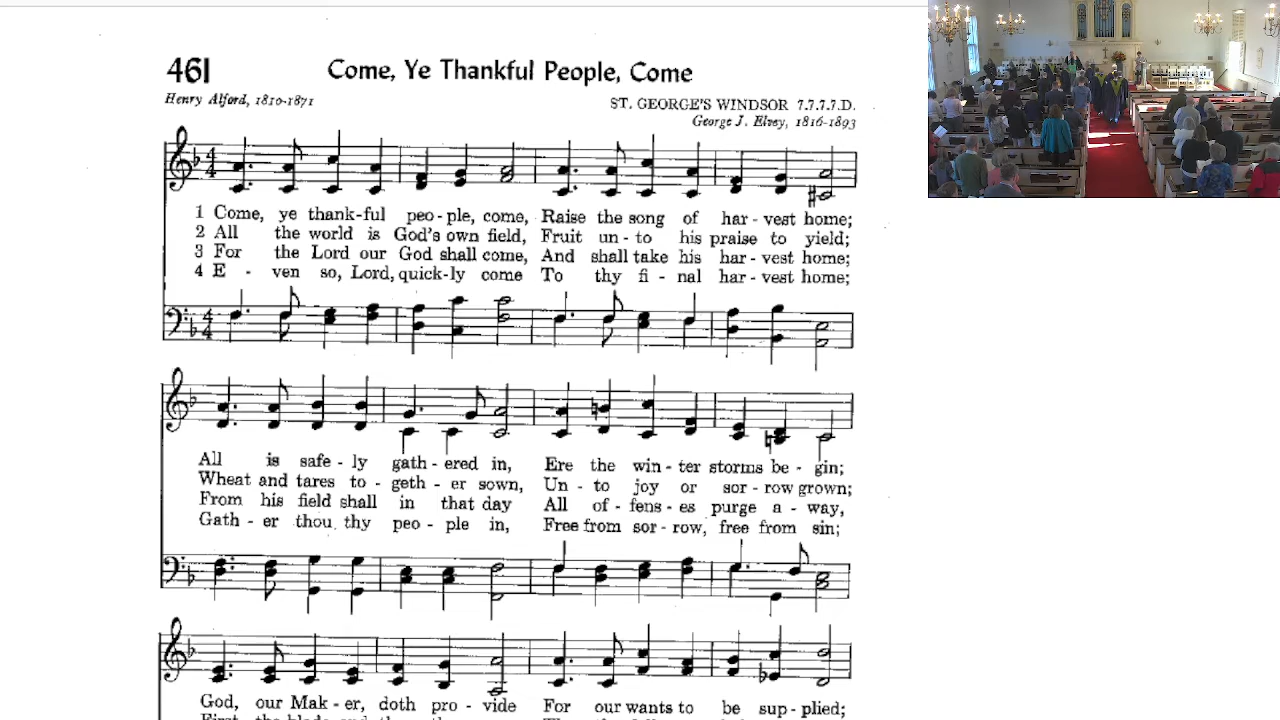 461
Come, Ye Thankful People, Come
Henry Alford, 1810-1871
ST. GEORGE'S WINDSOR 7.7.7.7.D.
George J. Elvey, 1816-1893
1 Come, ye thank-ful peo-ple, come, Raise the song of har-vest home;
2 All the world is God's own field, Fruit un-to his praise to yield;
3 For the Lord our God shall come, And shall take his har-vest home;
4 E-ven so, Lord, quick-ly come To thy fi-nal har-vest home;
All is safe-ly gath-ered in, Ere the win-ter storms be-gin;
Wheat and tares to-geth-er sown, Un-to joy or sor-row grown;
From his field shall in that day All of-fens-es purge a-way,
Gath-er thou thy peo-ple in, Free from sor-row, free from sin;
God, our Mak-er, doth pro-vide For our wants to be sup-plied;